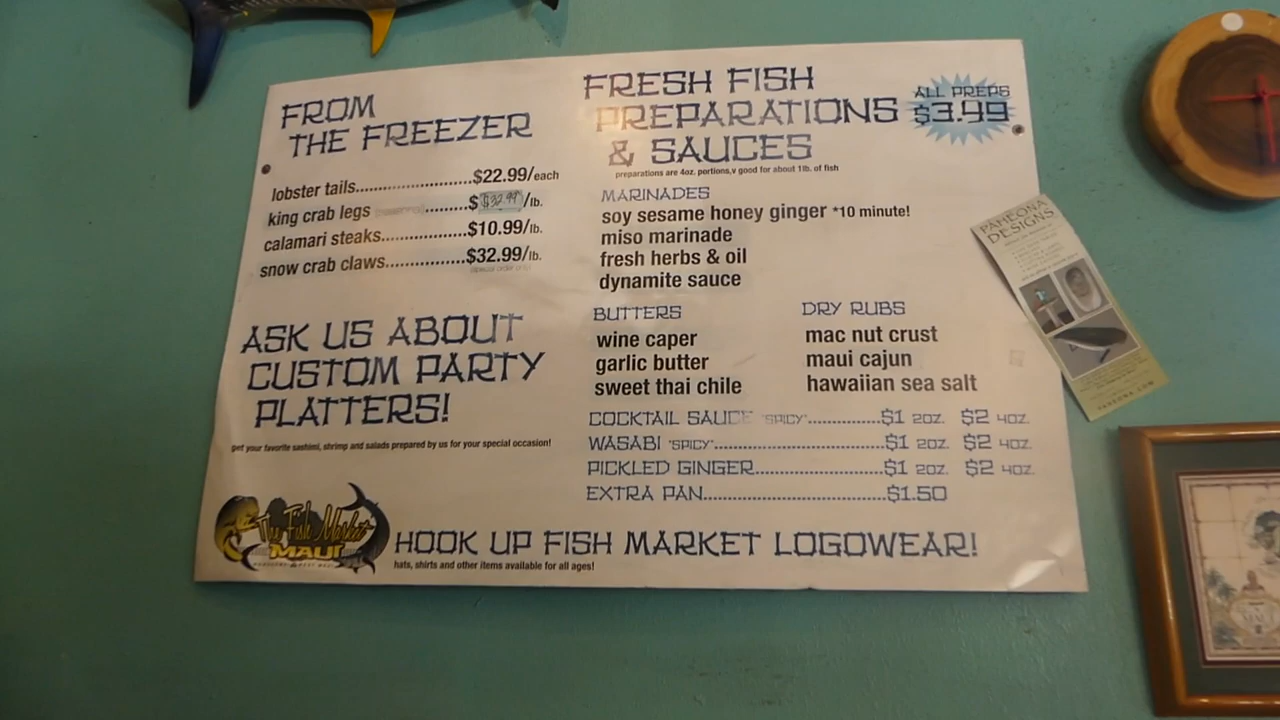 FROM
THE FREEZER
lobster tails........................$22.99/each
king crab legs ..........$ $32.99/lb.
calamari steaks.................$10.99/lb.
snow crab claws................$32.99/lb.
(special order only)
ASK US ABOUT
CUSTOM PARTY
PLATTERS!
get your favorite sashimi, shrimp and salads prepared by us for your special occasion!
The Fish Market
MAUI
FRESH FISH
PREPARATIONS
& SAUCES
ALL PREPS
$3.99
preparations are 4oz. portions,v good for about 1lb. of fish
MARINADES
soy sesame honey ginger *10 minute!
miso marinade
fresh herbs & oil
dynamite sauce
BUTTERS
wine caper
garlic butter
sweet thai chile
DRY RUBS
mac nut crust
maui cajun
hawaiian sea salt
COCKTAIL SAUCE "SPICY"...............$1 2OZ. $2 4OZ.
WASABI "SPICY"..................................$1 2OZ. $2 4OZ.
PICKLED GINGER..........................$1 2OZ. $2 4OZ.
EXTRA PAN.....................................$1.50
HOOK UP FISH MARKET LOGOWEAR!
hats, shirts and other items available for all ages!
PAMEONA
DESIGNS